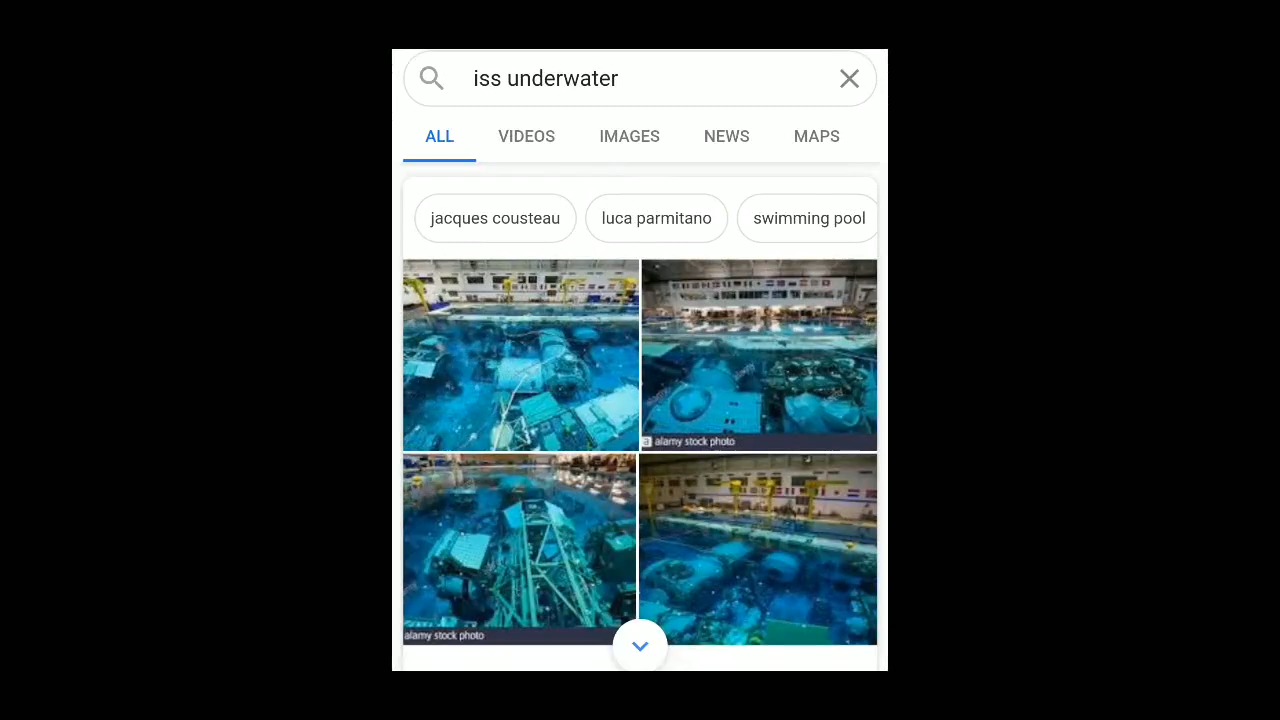 iss underwater
ALL VIDEOS IMAGES NEWS MAPS
jacques cousteau luca parmitano swimming pool
a alamy stock photo
alamy stock photo